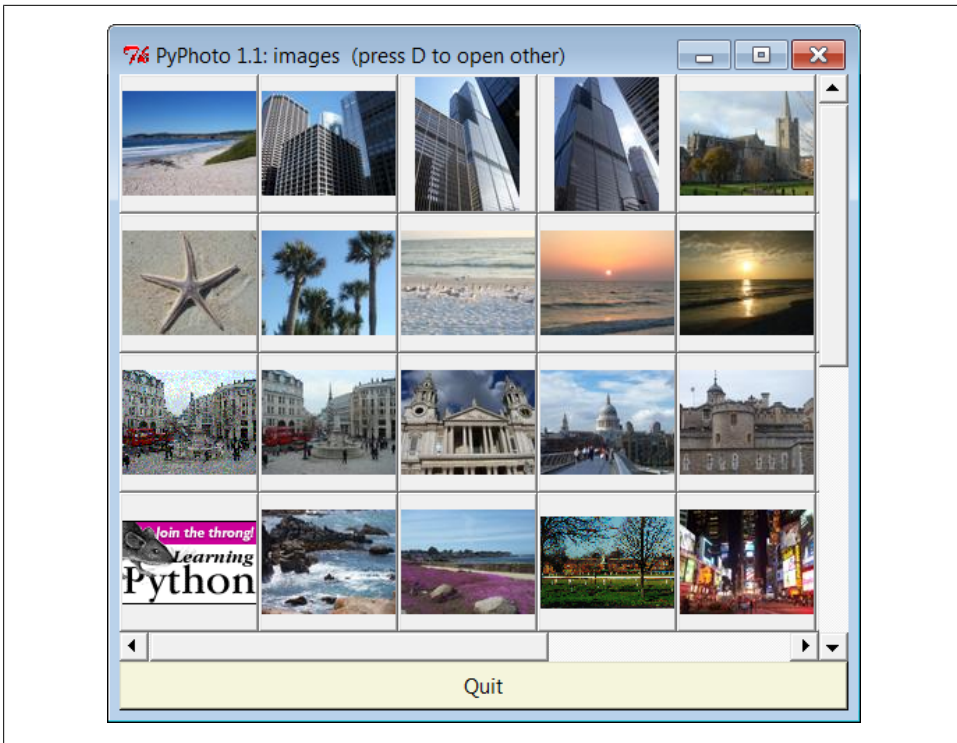 PyPhoto 1.1: images (press D to open other)
Join the throng!
Learning
Python
Quit